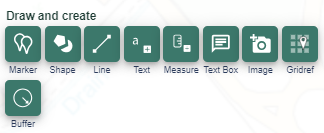 Draw and create
a
Marker Shape Line Text Measure Text Box Image Gridref
Buffer